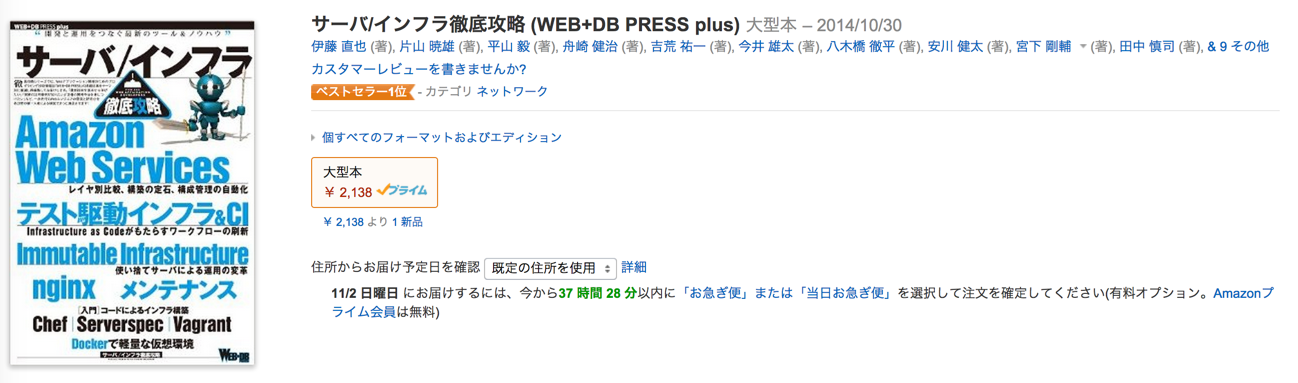 WEB+DB PRESS plus
“ 開発と運用をつなぐ最新のツール&ノウハウ ”
サーバ/インフラ
徹底攻略
Amazon
Web Services
レイヤ別比較、構築の定石、構成管理の自動化
テスト駆動インフラ&CI
Infrastructure as Codeがもたらすワークフローの刷新
Immutable Infrastructure
使い捨てサーバによる運用の変革
nginx メンテナンス
[入門]コードによるインフラ構築
Chef | Serverspec | Vagrant
Dockerで軽量な仮想環境
サーバ/インフラ徹底攻略
WEB+DB
サーバ/インフラ徹底攻略 (WEB+DB PRESS plus) 大型本 – 2014/10/30
伊藤 直也 (著), 片山 暁雄 (著), 平山 毅 (著), 舟崎 健治 (著), 吉荒 祐一 (著), 今井 雄太 (著), 八木橋 徹平 (著), 安川 健太 (著), 宮下 剛輔 (著), 田中 慎司 (著), & 9 その他
カスタマーレビューを書きませんか?
ベストセラー1位 - カテゴリ ネットワーク
個すべてのフォーマットおよびエディション
大型本
￥ 2,138 プライム
￥ 2,138 より 1 新品
住所からお届け予定日を確認 既定の住所を使用 詳細
11/2 日曜日 にお届けするには、今から37 時間 28 分以内に「お急ぎ便」または「当日お急ぎ便」を選択して注文を確定してください(有料オプション。Amazonプ
ライム会員は無料)